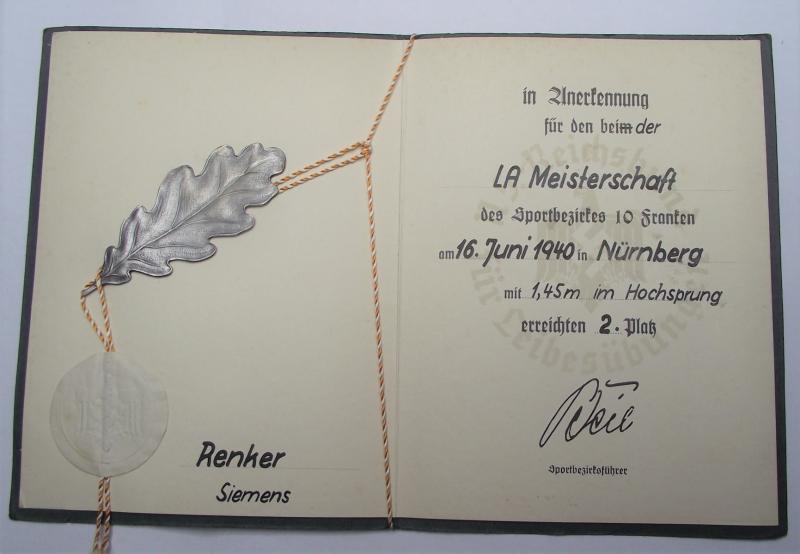 Renker
Siemens
in Anerkennung
für den beim der
LA Meisterschaft
des Sportbezirkes 10 Franken
am 16. Juni 1940 in Nürnberg
mit 1,45m im Hochsprung
erreichten 2. Platz
Sportbezirksführer